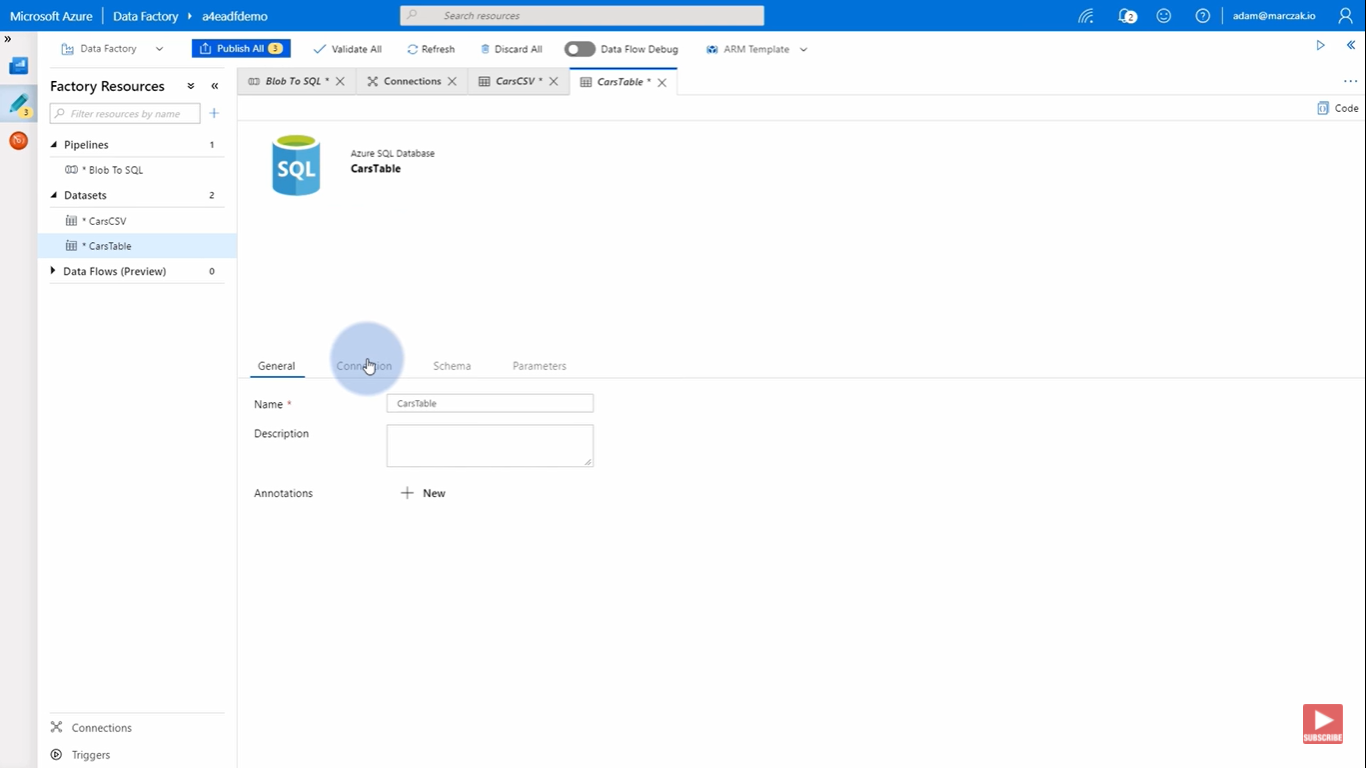 Microsoft Azure Data Factory a4eadfdemo Search resources 2 adam@marczak.io
» Data Factory Publish All 3 Validate All Refresh Discard All Data Flow Debug ARM Template «
Factory Resources «
Blob To SQL * Connections CarsCSV * CarsTable * ...
3
Filter resources by name +
Code
Pipelines 1
* Blob To SQL
Datasets 2
* CarsCSV
* CarsTable
Data Flows (Preview) 0
SQL
Azure SQL Database
CarsTable
General Connection Schema Parameters
Name * CarsTable
Description
Annotations + New
Connections
Triggers
SUBSCRIBE